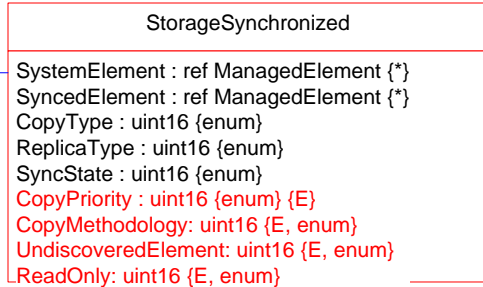 StorageSynchronized
SystemElement : ref ManagedElement {*}
SyncedElement : ref ManagedElement {*}
CopyType : uint16 {enum}
ReplicaType : uint16 {enum}
SyncState : uint16 {enum}
CopyPriority : uint16 {enum} {E}
CopyMethodology: uint16 {E, enum}
UndiscoveredElement: uint16 {E, enum}
ReadOnly: uint16 {E, enum}